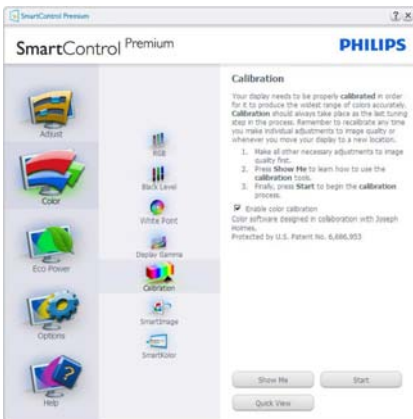 SmartControl Premium
SmartControl Premium
PHILIPS
Adjust
Color
Eco Power
Options
Help
RGB
Black Level
White Point
Display Gamma
Calibration
SmartImage
SmartKolor
Calibration
Your display needs to be properly calibrated in order
for it to produce the widest range of colors accurately.
Calibration should always take place as the last tuning
step in the process. Remember to recalibrate any time
you make individual adjustments to image quality or
whenever you move your display to a new location.
1. Make all other necessary adjustments to image
quality first.
2. Press Show Me to learn how to use the
calibration tools.
3. Finally, press Start to begin the calibration
process.
Enable color calibration
Color software designed in collaboration with Joseph
Holmes.
Protected by U.S. Patent No. 6,686,953
Show Me
Start
Quick View